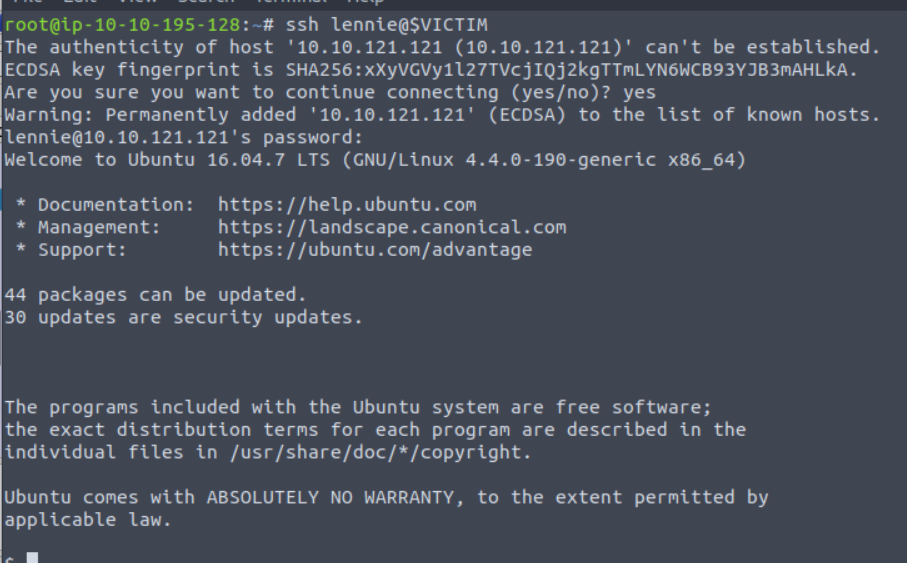 root@ip-10-10-195-128:~# ssh lennie@$VICTIM
The authenticity of host '10.10.121.121 (10.10.121.121)' can't be established.
ECDSA key fingerprint is SHA256:xXyVGVy1l27TVcjIQj2kgTTmLYN6WCB93YJB3mAHLkA.
Are you sure you want to continue connecting (yes/no)? yes
Warning: Permanently added '10.10.121.121' (ECDSA) to the list of known hosts.
lennie@10.10.121.121's password:
Welcome to Ubuntu 16.04.7 LTS (GNU/Linux 4.4.0-190-generic x86_64)
* Documentation:  https://help.ubuntu.com
* Management:     https://landscape.canonical.com
* Support:        https://ubuntu.com/advantage
44 packages can be updated.
30 updates are security updates.
The programs included with the Ubuntu system are free software;
the exact distribution terms for each program are described in the
individual files in /usr/share/doc/*/copyright.
Ubuntu comes with ABSOLUTELY NO WARRANTY, to the extent permitted by
applicable law.
$